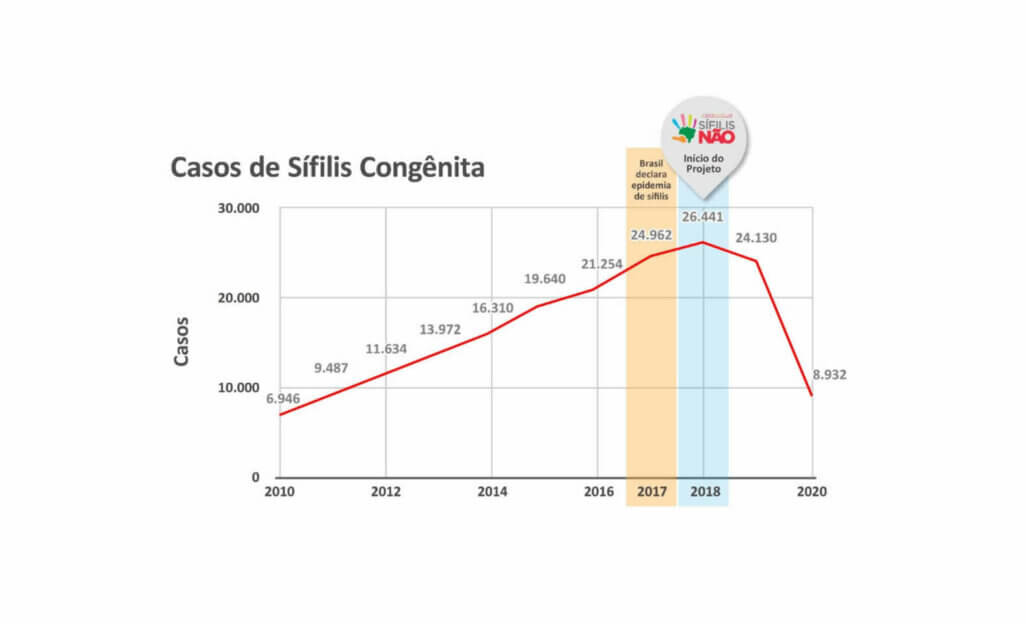 SÍFILIS
NÃO
Início do
Projeto
Casos de Sífilis Congênita
Brasil
declara
epidemia
de sífilis
30.000
20.000
10.000
0
Casos
6.946
9.487
11.634
13.972
16.310
19.640
21.254
24.962
26.441
24.130
8.932
2010
2012
2014
2016
2017
2018
2020